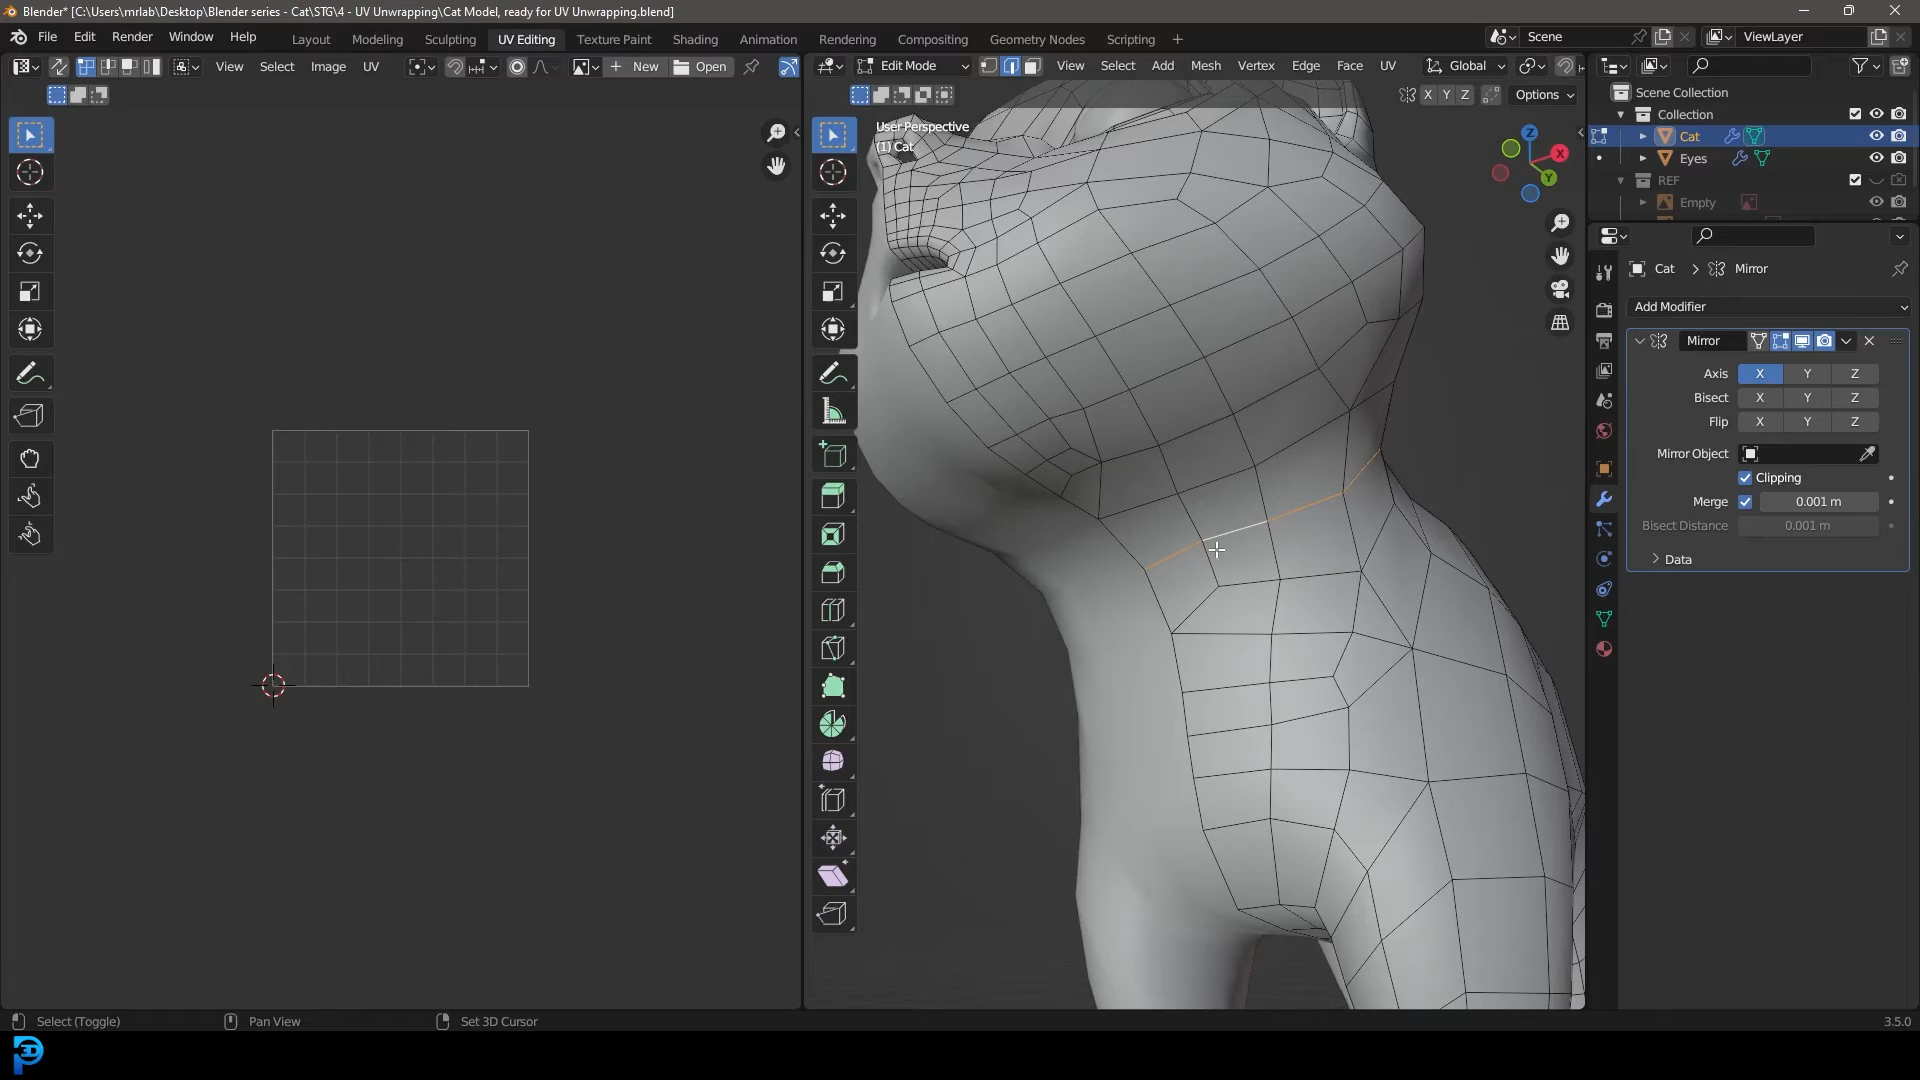 Blender* [C:\Users\mrlab\Desktop\Blender series - Cat\STG\4 - UV Unwrapping\Cat Model, ready for UV Unwrapping.blend]
File Edit Render Window Help Layout Modeling Sculpting UV Editing Texture Paint Shading Animation Rendering Compositing Geometry Nodes Scripting + Scene ViewLayer
View Select Image UV New Open Edit Mode View Select Add Mesh Vertex Edge Face UV Global
X Y Z Options
Scene Collection
Collection
User Perspective
(1) Cat
Cat
Eyes
REF
Empty
Z
X
Y
Cat > Mirror
Add Modifier
Mirror
Axis X Y Z
Bisect X Y Z
Flip X Y Z
Mirror Object
Clipping
Merge 0.001 m
Bisect Distance 0.001 m
> Data
Select (Toggle) Pan View Set 3D Cursor 3.5.0
3D